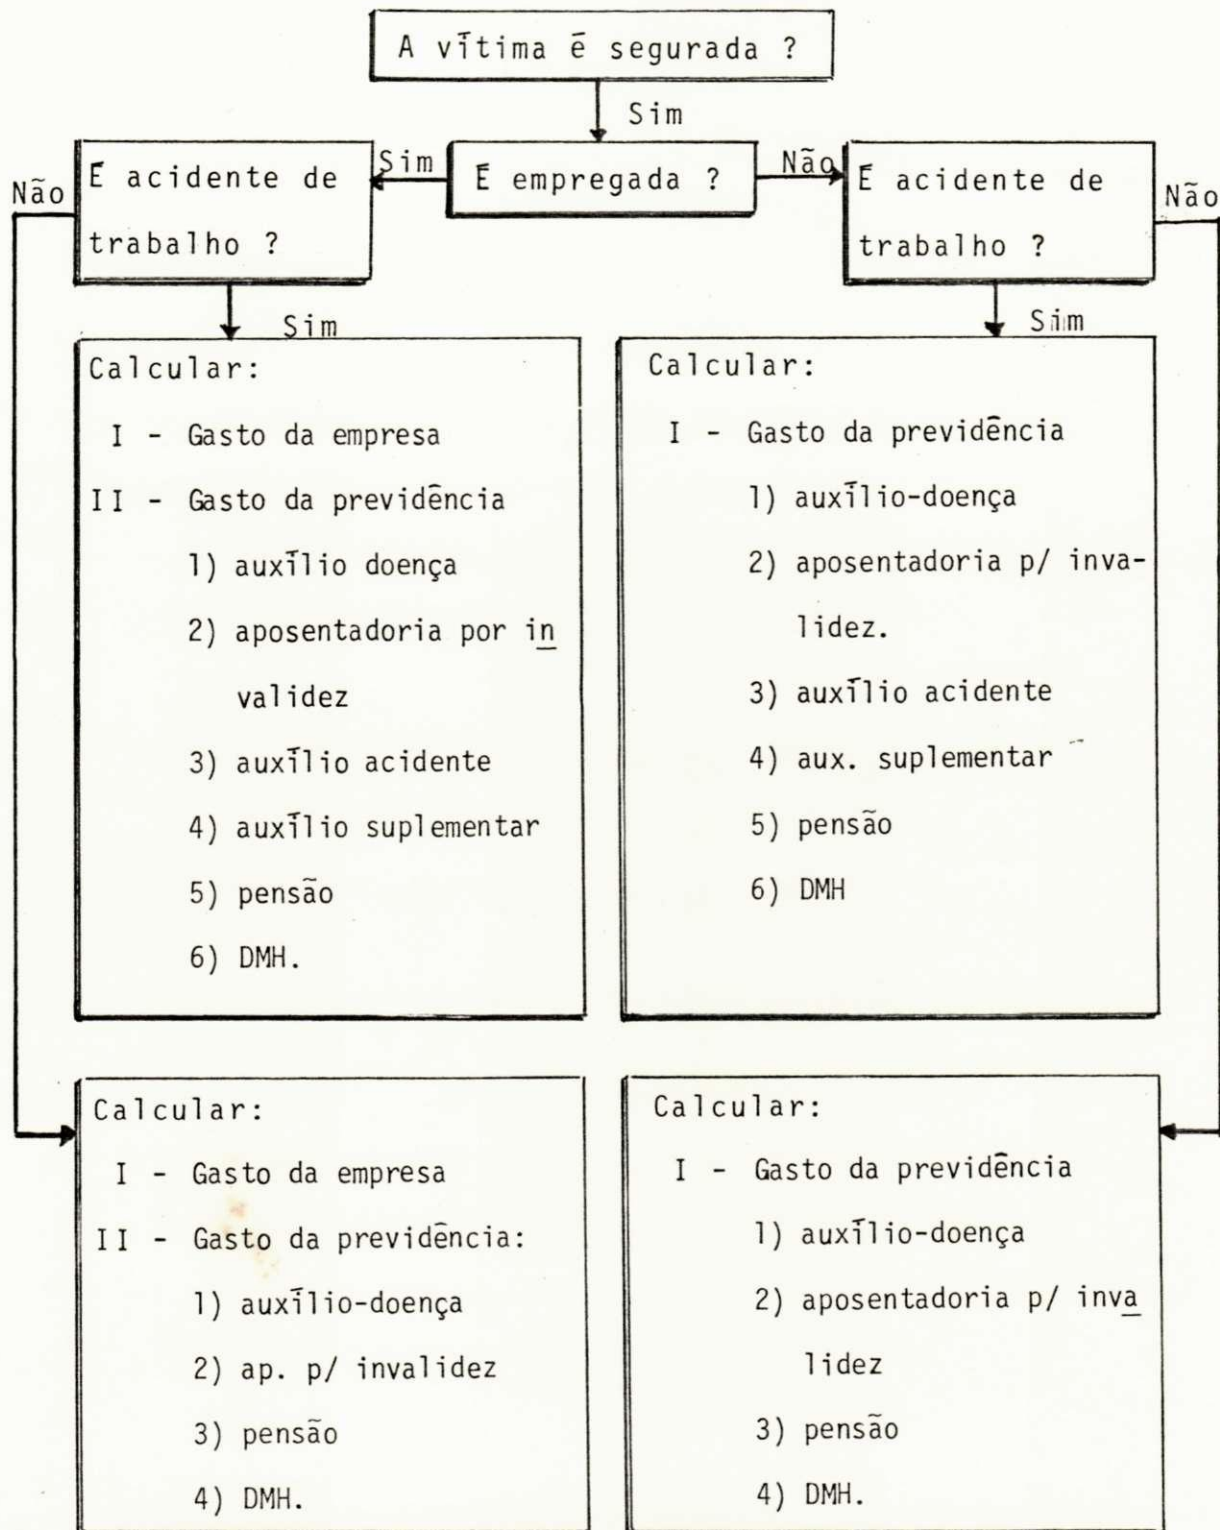 A vítima é segurada ?
Sim
Não
É acidente de
trabalho ?
Sim
É empregada ?
Não
É acidente de
trabalho ?
Não
Sim
Calcular:
I - Gasto da empresa
II - Gasto da previdência
1) auxílio doença
2) aposentadoria por in
validez
3) auxílio acidente
4) auxílio suplementar
5) pensão
6) DMH.
Sim
Calcular:
I - Gasto da previdência
1) auxílio-doença
2) aposentadoria p/ inva-
lidez.
3) auxílio acidente
4) aux. suplementar
5) pensão
6) DMH
Calcular:
I - Gasto da empresa
II - Gasto da previdência:
1) auxílio-doença
2) ap. p/ invalidez
3) pensão
4) DMH.
Calcular:
I - Gasto da previdência
1) auxílio-doença
2) aposentadoria p/ inva
lidez
3) pensão
4) DMH.